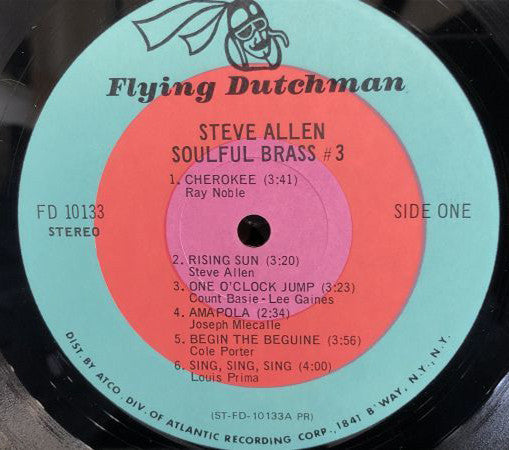 Flying Dutchman
STEVE ALLEN
SOULFUL BRASS #3
1. CHEROKEE (3:41)
Ray Noble
FD 10133
STEREO
SIDE ONE
2. RISING SUN (3:20)
Steve Allen
3. ONE O'CLOCK JUMP (3:23)
Count Basie - Lee Gaines
4. AMAPOLA (2:34)
Joseph Mlecalle
5. BEGIN THE BEGUINE (3:56)
Cole Porter
6. SING, SING, SING (4:00)
Louis Prima
(ST-FD-10133A PR)
DIST. BY ATCO. DIV. OF ATLANTIC RECORDING CORP., 1841 B'WAY, N.Y., N.Y.